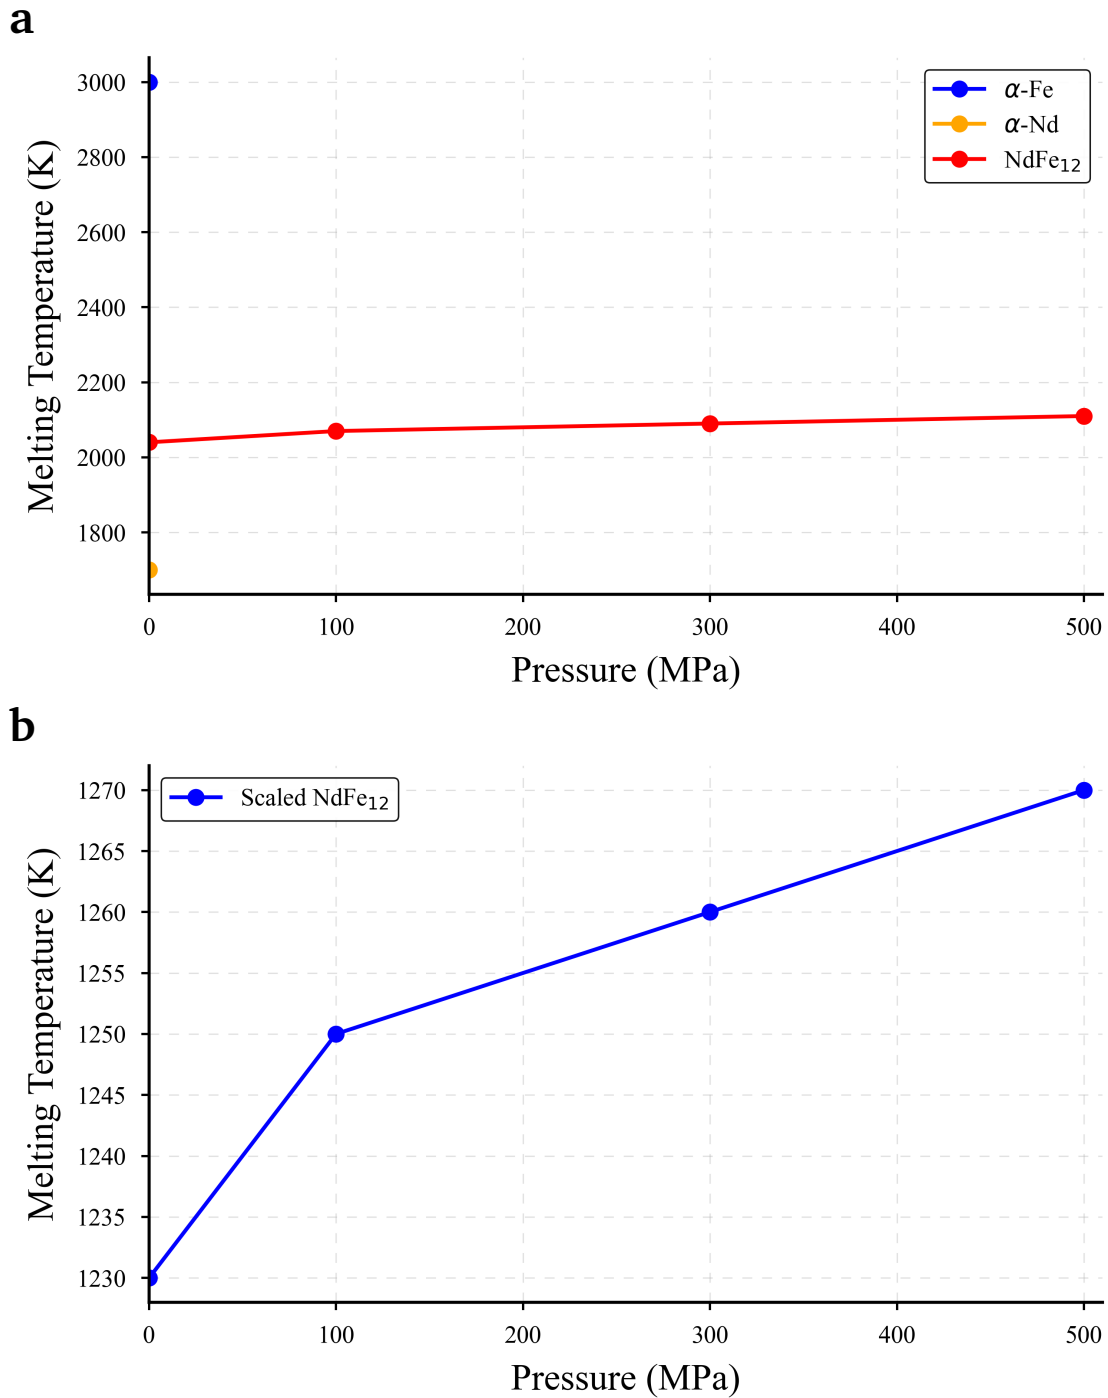 a
3000
2800
2600
2400
2200
2000
1800
Melting Temperature (K)
α-Fe
α-Nd
NdFe₁₂
0 100 200 300 400 500
Pressure (MPa)
b
1270
1265
1260
1255
1250
1245
1240
1235
1230
Melting Temperature (K)
Scaled NdFe₁₂
0 100 200 300 400 500
Pressure (MPa)